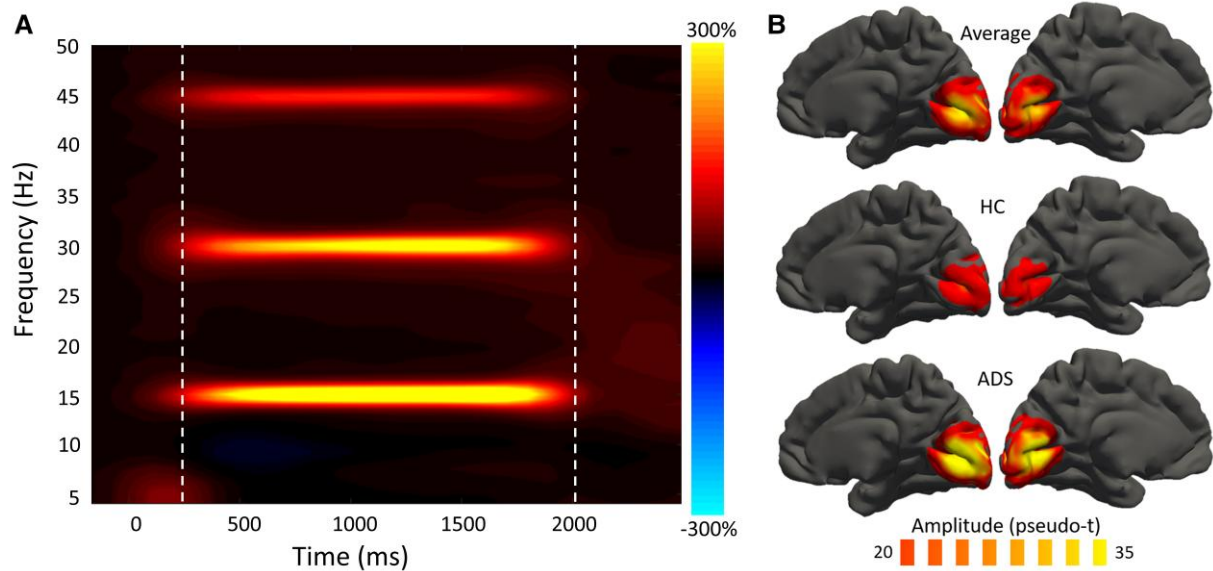 A
300%
50
45
40
35
30
25
20
15
10
5
Frequency (Hz)
0 500 1000 1500 2000
Time (ms)
-300%
B
Average
HC
ADS
Amplitude (pseudo-t)
20 35